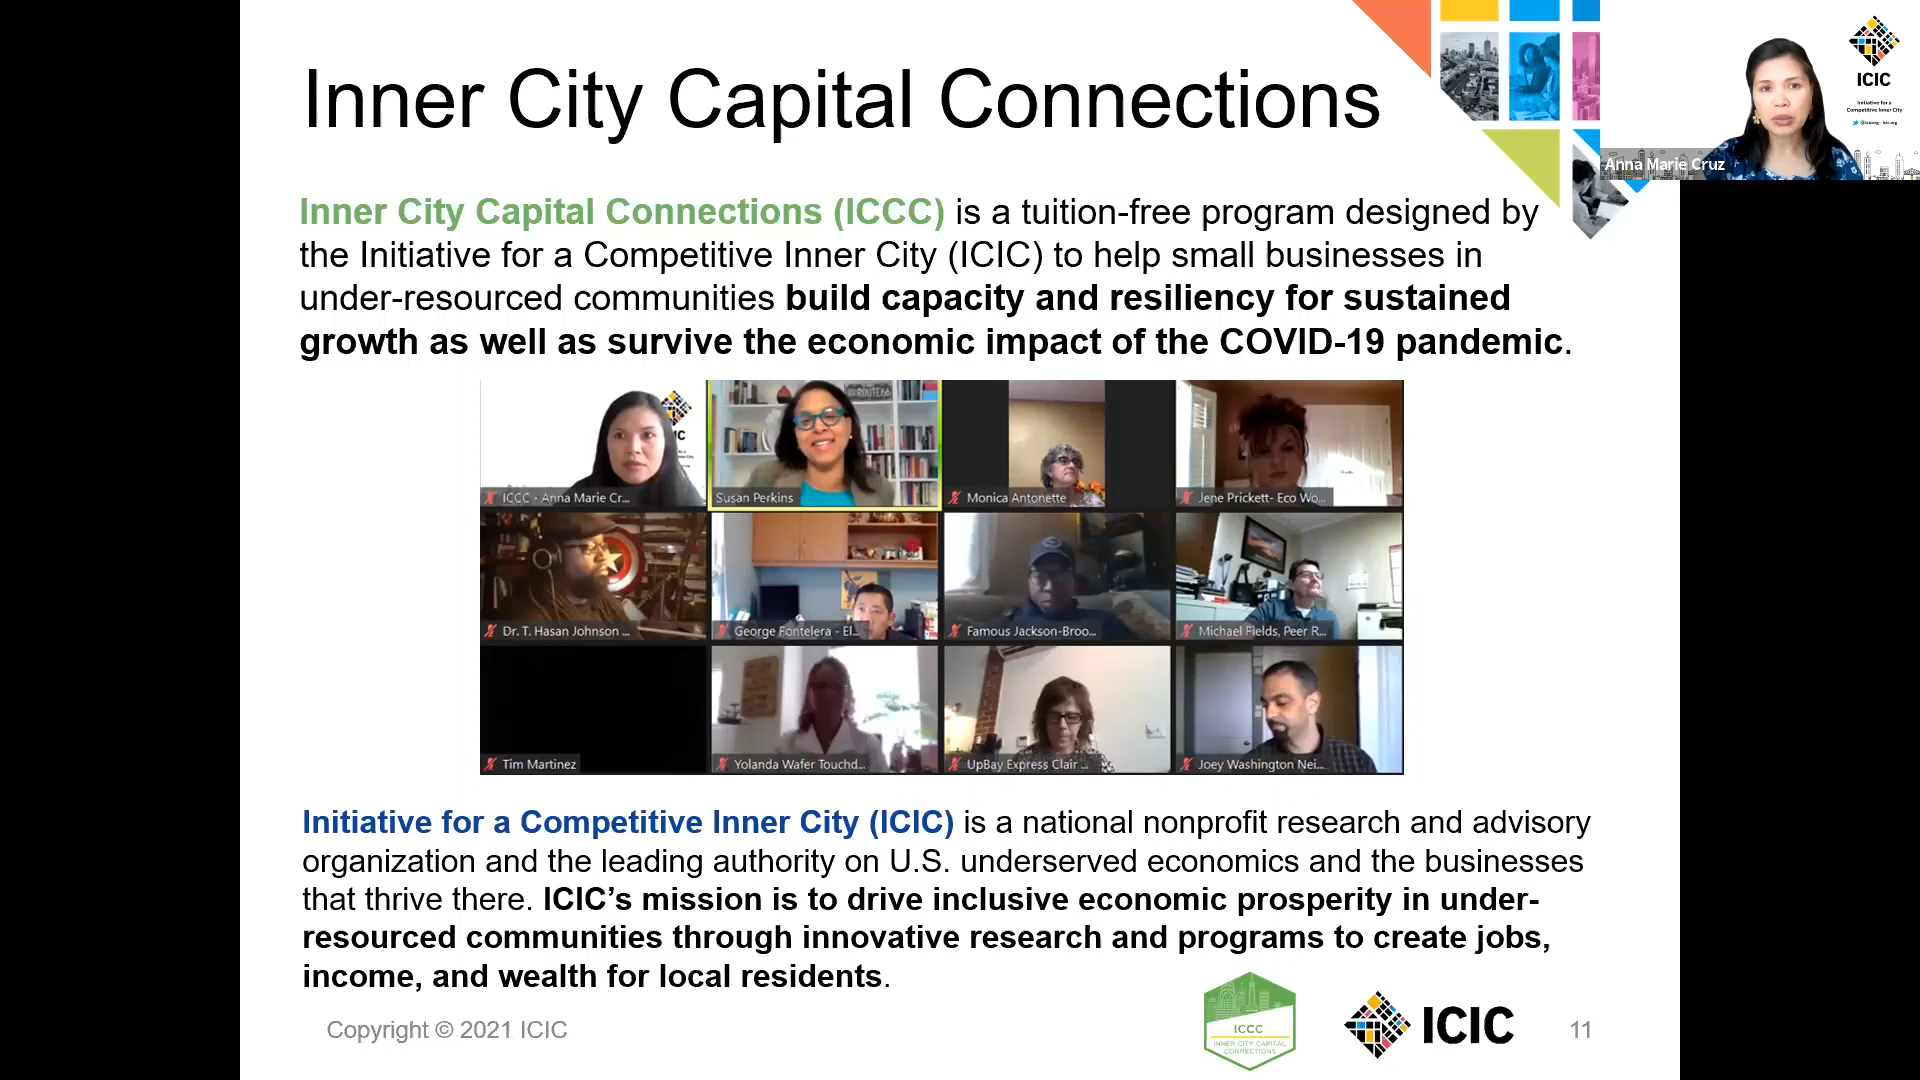 Inner City Capital Connections
ICIC
Initiative for a
Competitive Inner City
Anna Marie Cruz
Inner City Capital Connections (ICCC) is a tuition-free program designed by
the Initiative for a Competitive Inner City (ICIC) to help small businesses in
under-resourced communities build capacity and resiliency for sustained
growth as well as survive the economic impact of the COVID-19 pandemic.
ROUTE66
ICCC - Anna Marie Cr...
Susan Perkins
Monica Antonette
Jene Prickett- Eco Wo...
Dr. T. Hasan Johnson ...
George Fontelera - El...
Famous Jackson-Broo...
Michael Fields, Peer R...
Tim Martinez
Yolanda Wafer Touchd...
UpBay Express Clair ...
Joey Washington Nei...
Initiative for a Competitive Inner City (ICIC) is a national nonprofit research and advisory
organization and the leading authority on U.S. underserved economics and the businesses
that thrive there. ICIC’s mission is to drive inclusive economic prosperity in under-
resourced communities through innovative research and programs to create jobs,
income, and wealth for local residents.
Copyright © 2021 ICIC
ICCC
INNER CITY CAPITAL
CONNECTIONS
ICIC
11